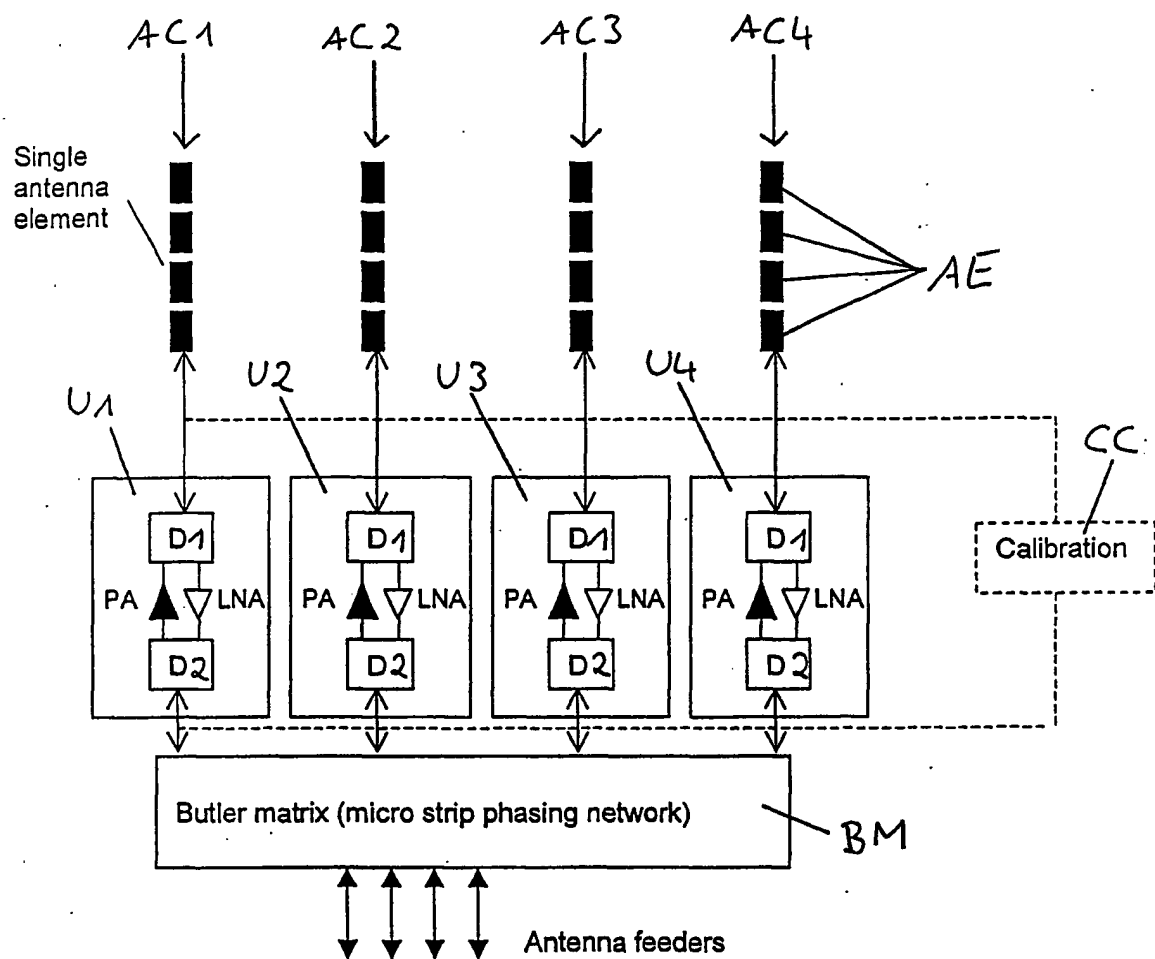 AC1 AC2 AC3 AC4
Single
antenna
element
AE
U1 U2 U3 U4
CC
D1 D1 D1 D1
Calibration
PA LNA PA LNA PA LNA PA LNA
D2 D2 D2 D2
Butler matrix (micro strip phasing network)
BM
Antenna feeders